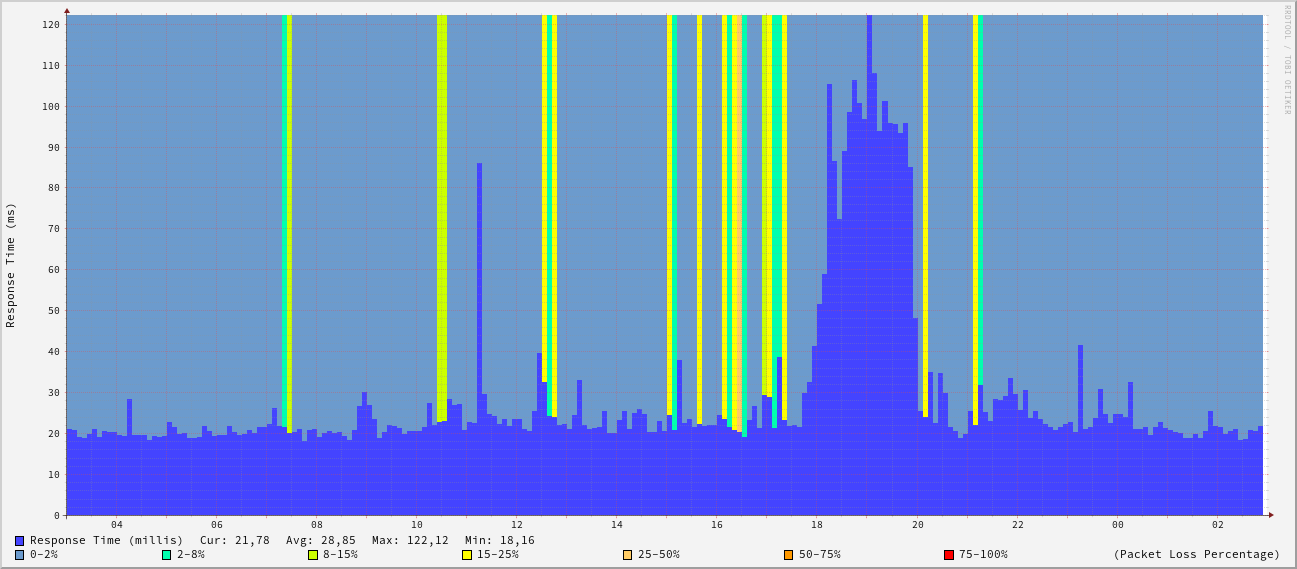 RRDTOOL / TOBI OETIKER
Response Time (ms)
120
110
100
90
80
70
60
50
40
30
20
10
0
04 06 08 10 12 14 16 18 20 22 00 02
Response Time (millis) Cur: 21,78 Avg: 28,85 Max: 122,12 Min: 18,16
0-2% 2-8% 8-15% 15-25% 25-50% 50-75% 75-100% (Packet Loss Percentage)